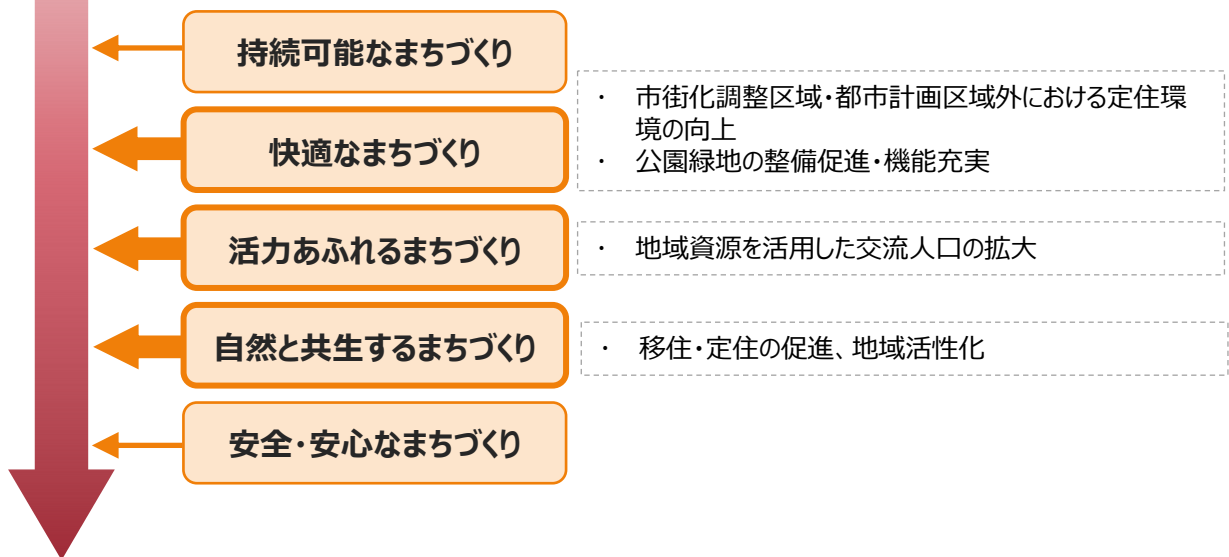 持続可能なまちづくり
快適なまちづくり
・ 市街化調整区域・都市計画区域外における定住環
境の向上
・ 公園緑地の整備促進・機能充実
活力あふれるまちづくり
・ 地域資源を活用した交流人口の拡大
自然と共生するまちづくり
・ 移住・定住の促進、地域活性化
安全・安心なまちづくり